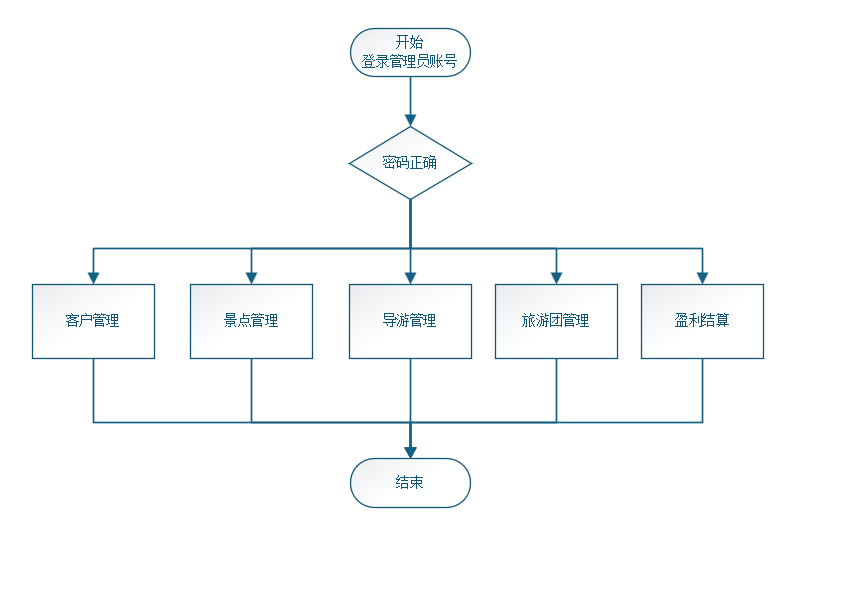 开始
登录管理员账号
密码正确
客户管理
景点管理
导游管理
旅游团管理
盈利结算
结束